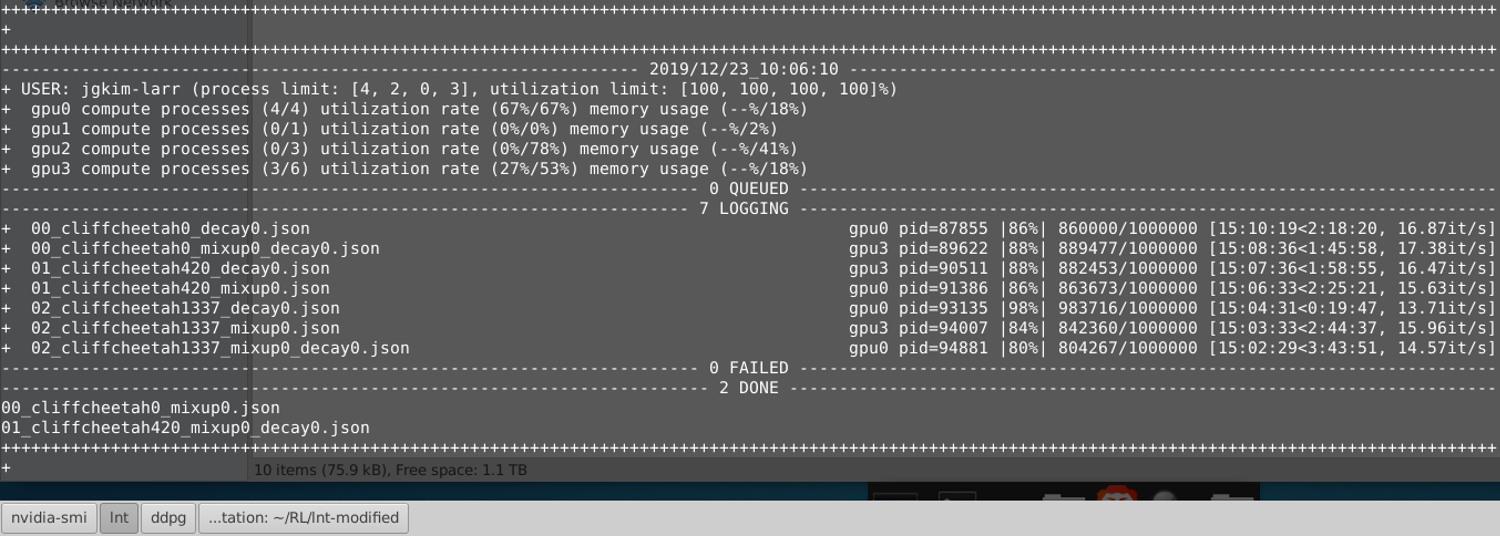 Browse Network
++++++++++++++++++++++++++++++++++++++++++++++++++++++++++++++++++++++++++++++++++++++++++++++++++++++++++++++++++++++++++++++++++++++++++++++++++++++
+
++++++++++++++++++++++++++++++++++++++++++++++++++++++++++++++++++++++++++++++++++++++++++++++++++++++++++++++++++++++++++++++++++++++++++++++++++++++
---------------------------------------------------------------- 2019/12/23_10:06:10 -----------------------------------------------------------------
+ USER: jgkim-larr (process limit: [4, 2, 0, 3], utilization limit: [100, 100, 100, 100]%)
+  gpu0 compute processes (4/4) utilization rate (67%/67%) memory usage (--%/18%)
+  gpu1 compute processes (0/1) utilization rate (0%/0%) memory usage (--%/2%)
+  gpu2 compute processes (0/3) utilization rate (0%/78%) memory usage (--%/41%)
+  gpu3 compute processes (3/6) utilization rate (27%/53%) memory usage (--%/18%)
---------------------------------------------------------------------- 0 QUEUED ----------------------------------------------------------------------
--------------------------------------------------------------------- 7 LOGGING ----------------------------------------------------------------------
+  00_cliffcheetah0_decay0.json gpu0 pid=87855 |86%| 860000/1000000 [15:10:19<2:18:20, 16.87it/s]
+  00_cliffcheetah0_mixup0_decay0.json gpu3 pid=89622 |88%| 889477/1000000 [15:08:36<1:45:58, 17.38it/s]
+  01_cliffcheetah420_decay0.json gpu3 pid=90511 |88%| 882453/1000000 [15:07:36<1:58:55, 16.47it/s]
+  01_cliffcheetah420_mixup0.json gpu0 pid=91386 |86%| 863673/1000000 [15:06:33<2:25:21, 15.63it/s]
+  02_cliffcheetah1337_decay0.json gpu0 pid=93135 |98%| 983716/1000000 [15:04:31<0:19:47, 13.71it/s]
+  02_cliffcheetah1337_mixup0.json gpu3 pid=94007 |84%| 842360/1000000 [15:03:33<2:44:37, 15.96it/s]
+  02_cliffcheetah1337_mixup0_decay0.json gpu0 pid=94881 |80%| 804267/1000000 [15:02:29<3:43:51, 14.57it/s]
---------------------------------------------------------------------- 0 FAILED ----------------------------------------------------------------------
----------------------------------------------------------------------- 2 DONE -----------------------------------------------------------------------
00_cliffcheetah0_mixup0.json
01_cliffcheetah420_mixup0_decay0.json
++++++++++++++++++++++++++++++++++++++++++++++++++++++++++++++++++++++++++++++++++++++++++++++++++++++++++++++++++++++++++++++++++++++++++++++++++++++
+
10 items (75.9 kB), Free space: 1.1 TB
nvidia-smi lnt ddpg ...tation: ~/RL/lnt-modified